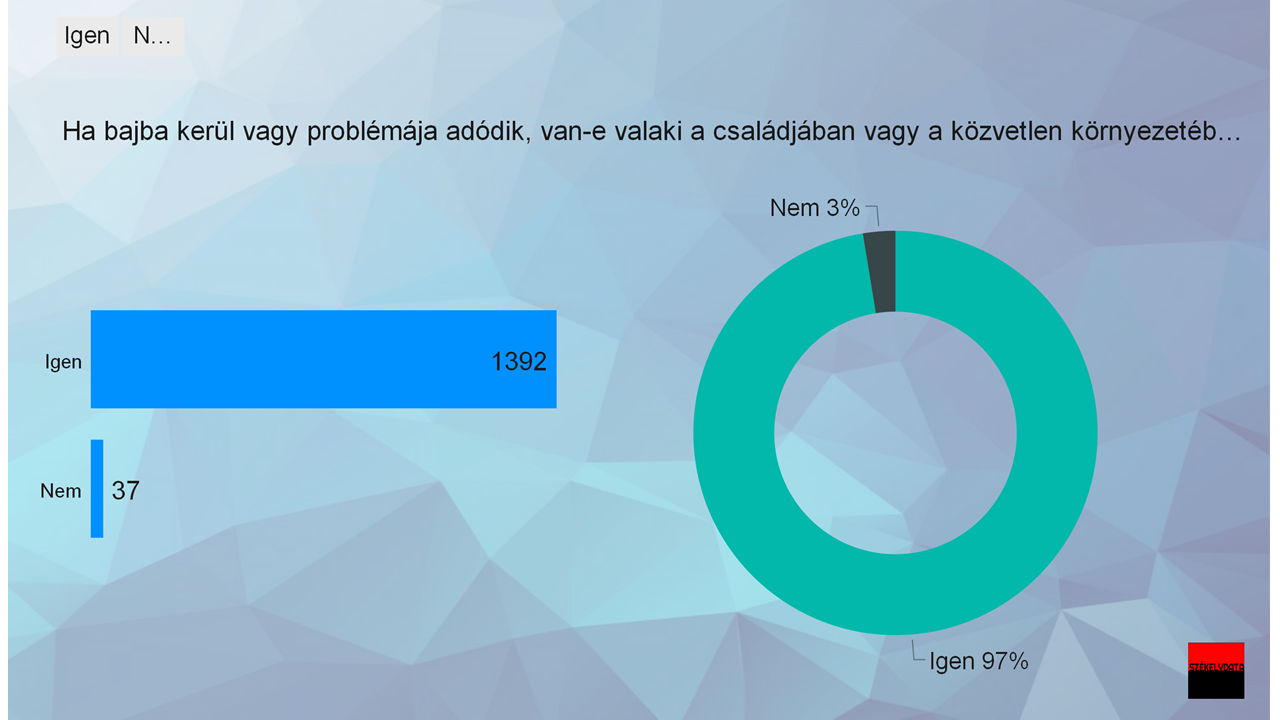 Igen N…
Ha bajba kerül vagy problémája adódik, van-e valaki a családjában vagy a közvetlen környezetéb…
Nem 3%
Igen 1392
Nem 37
Igen 97%
SZÉKELYDATA